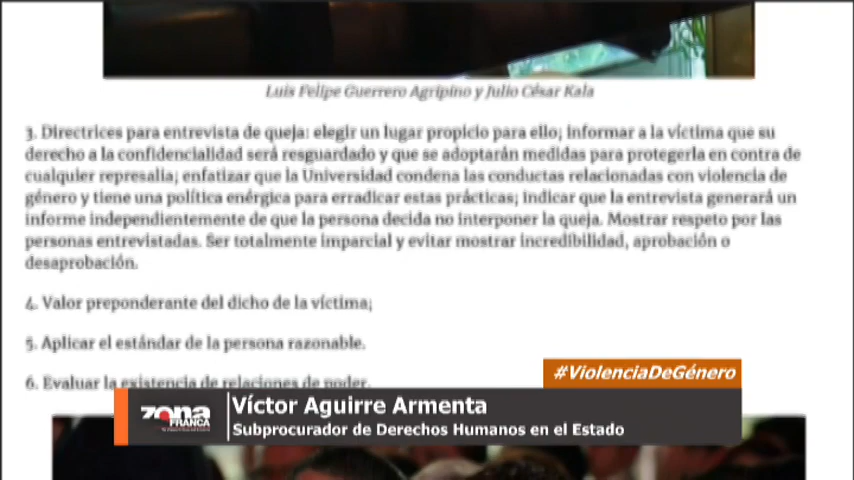 Luis Felipe Guerrero Agripino y Julio César Kala
3. Directrices para entrevista de queja: elegir un lugar propicio para ello; informar a la víctima que su
derecho a la confidencialidad será resguardado y que se adoptarán medidas para protegerla en contra de
cualquier represalia; enfatizar que la Universidad condena las conductas relacionadas con violencia de
género y tiene una política enérgica para erradicar estas prácticas; indicar que la entrevista generará un
informe independientemente de que la persona decida no interponer la queja. Mostrar respeto por las
personas entrevistadas. Ser totalmente imparcial y evitar mostrar incredibilidad, aprobación o
desaprobación.
4. Valor preponderante del dicho de la víctima;
5. Aplicar el estándar de la persona razonable.
6. Evaluar la existencia de relaciones de poder.
#ViolenciaDeGénero
ZONA
FRANCA
Víctor Aguirre Armenta
Subprocurador de Derechos Humanos en el Estado